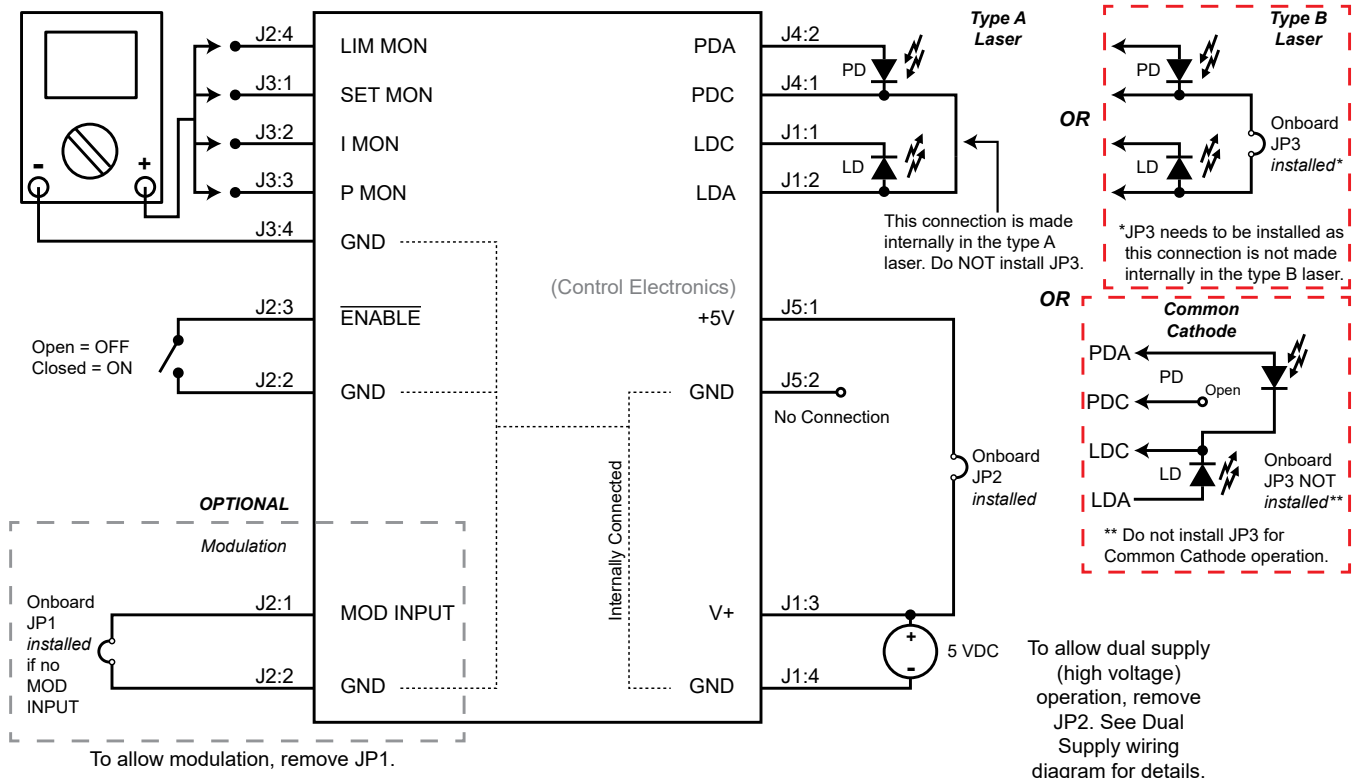 J2:4
LIM MON
J3:1
SET MON
J3:2
I MON
J3:3
P MON
J3:4
GND
-
+
J2:3
ENABLE
Open = OFF
Closed = ON
J2:2
GND
OPTIONAL
Modulation
Onboard
JP1
installed
if no
MOD
INPUT
J2:1
MOD INPUT
J2:2
GND
To allow modulation, remove JP1.
(Control Electronics)
Internally Connected
PDA
J4:2
PDC
J4:1
LDC
J1:1
LDA
J1:2
PD
LD
Type A
Laser
This connection is made
internally in the type A
laser. Do NOT install JP3.
+5V
J5:1
GND
J5:2
No Connection
Onboard
JP2
installed
V+
J1:3
+
-
5 VDC
GND
J1:4
To allow dual supply
(high voltage)
operation, remove
JP2. See Dual
Supply wiring
diagram for details.
OR
Type B
Laser
PD
LD
Onboard
JP3
installed*
*JP3 needs to be installed as
this connection is not made
internally in the type B laser.
OR
Common
Cathode
PDA
PD
PDC
Open
LDC
LD
LDA
Onboard
JP3 NOT
installed**
** Do not install JP3 for
Common Cathode operation.